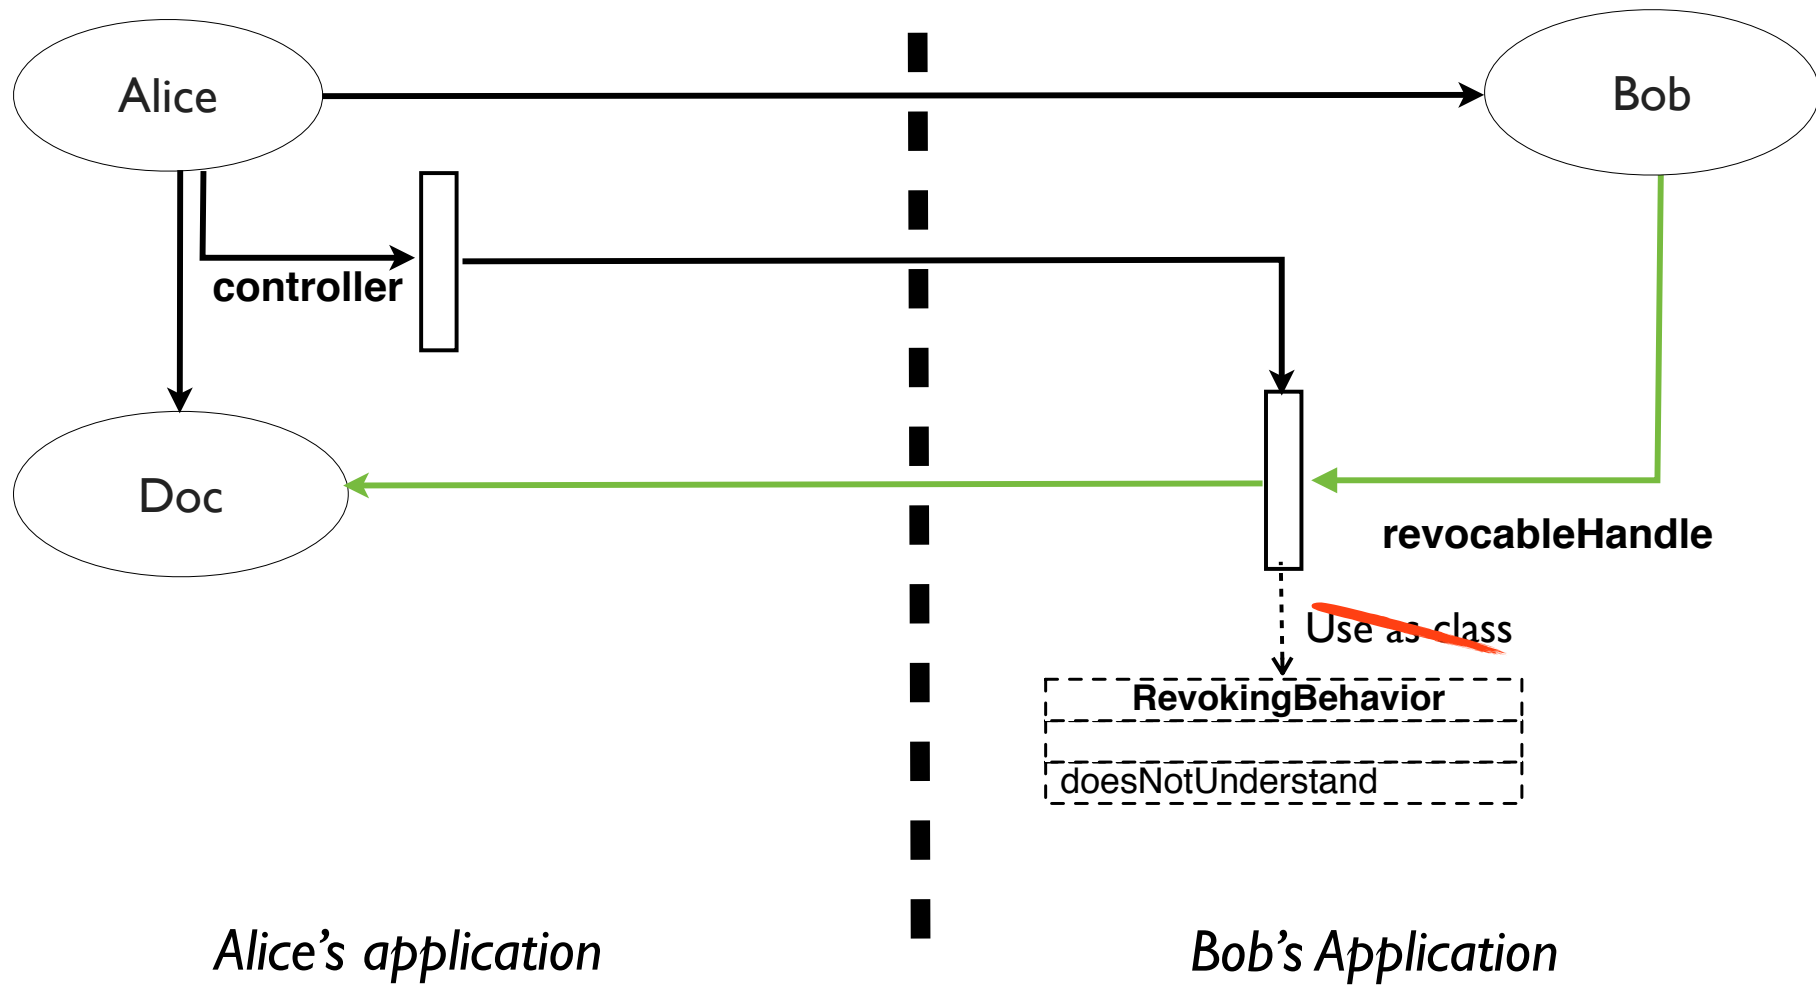 Alice
Bob
controller
Doc
revocableHandle
Use as class
RevokingBehavior
doesNotUnderstand
Alice's application
Bob's Application